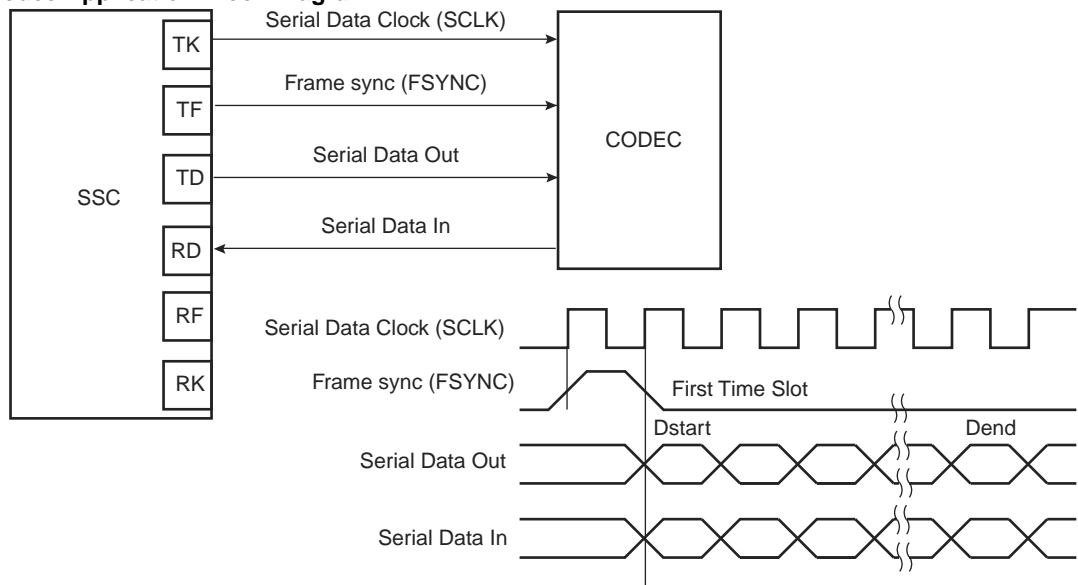 SSC
TK
TF
TD
RD
RF
RK
Serial Data Clock (SCLK)
Frame sync (FSYNC)
Serial Data Out
Serial Data In
CODEC
Serial Data Clock (SCLK)
Frame sync (FSYNC)
First Time Slot
Dstart
Dend
Serial Data Out
Serial Data In